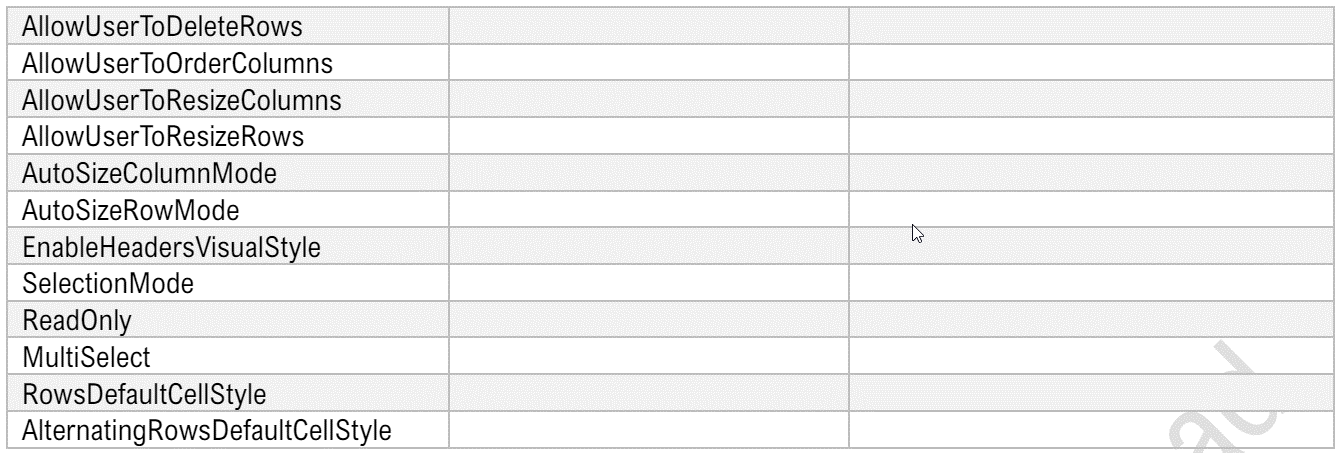 AllowUserToDeleteRows
AllowUserToOrderColumns
AllowUserToResizeColumns
AllowUserToResizeRows
AutoSizeColumnMode
AutoSizeRowMode
EnableHeadersVisualStyle
SelectionMode
ReadOnly
MultiSelect
RowsDefaultCellStyle
AlternatingRowsDefaultCellStyle